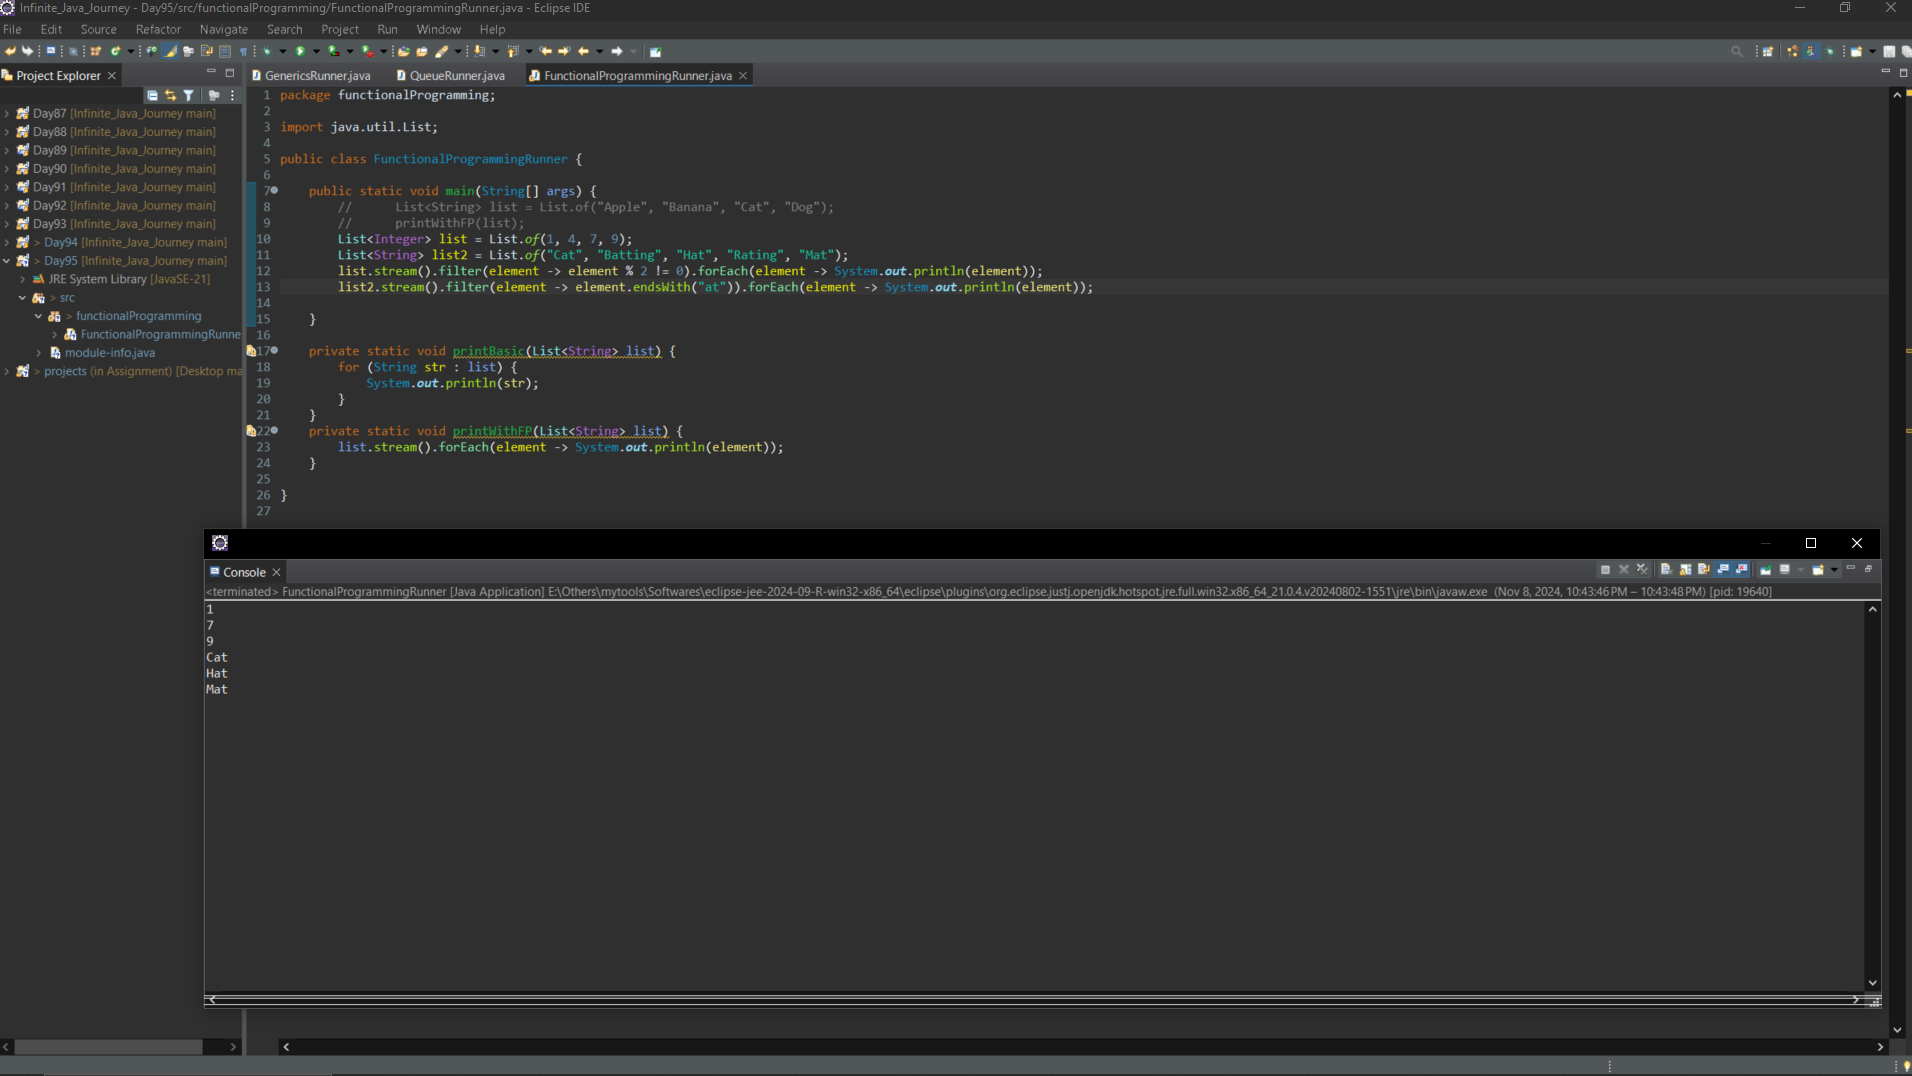 Infinite_Java_Journey - Day95/src/functionalProgramming/FunctionalProgrammingRunner.java - Eclipse IDE
File Edit Source Refactor Navigate Search Project Run Window Help
Project Explorer
Day87 [Infinite_Java_Journey main]
Day88 [Infinite_Java_Journey main]
Day89 [Infinite_Java_Journey main]
Day90 [Infinite_Java_Journey main]
Day91 [Infinite_Java_Journey main]
Day92 [Infinite_Java_Journey main]
Day93 [Infinite_Java_Journey main]
> Day94 [Infinite_Java_Journey main]
> Day95 [Infinite_Java_Journey main]
JRE System Library [JavaSE-21]
> src
> functionalProgramming
FunctionalProgrammingRunne
module-info.java
> projects (in Assignment) [Desktop ma
GenericsRunner.java QueueRunner.java FunctionalProgrammingRunner.java
1 package functionalProgramming;
2
3 import java.util.List;
4
5 public class FunctionalProgrammingRunner {
6
7 public static void main(String[] args) {
8 // List<String> list = List.of("Apple", "Banana", "Cat", "Dog");
9 // printWithFP(list);
10 List<Integer> list = List.of(1, 4, 7, 9);
11 List<String> list2 = List.of("Cat", "Batting", "Hat", "Rating", "Mat");
12 list.stream().filter(element -> element % 2 != 0).forEach(element -> System.out.println(element));
13 list2.stream().filter(element -> element.endsWith("at")).forEach(element -> System.out.println(element));
14
15 }
16
17 private static void printBasic(List<String> list) {
18 for (String str : list) {
19 System.out.println(str);
20 }
21 }
22 private static void printWithFP(List<String> list) {
23 list.stream().forEach(element -> System.out.println(element));
24 }
25
26 }
27
Console
<terminated> FunctionalProgrammingRunner [Java Application] E:\Others\mytools\Softwares\eclipse-jee-2024-09-R-win32-x86_64\eclipse\plugins\org.eclipse.justj.openjdk.hotspot.jre.full.win32.x86_64_21.0.4.v20240802-1551\jre\bin\javaw.exe (Nov 8, 2024, 10:43:46 PM – 10:43:48 PM) [pid: 19640]
1
7
9
Cat
Hat
Mat